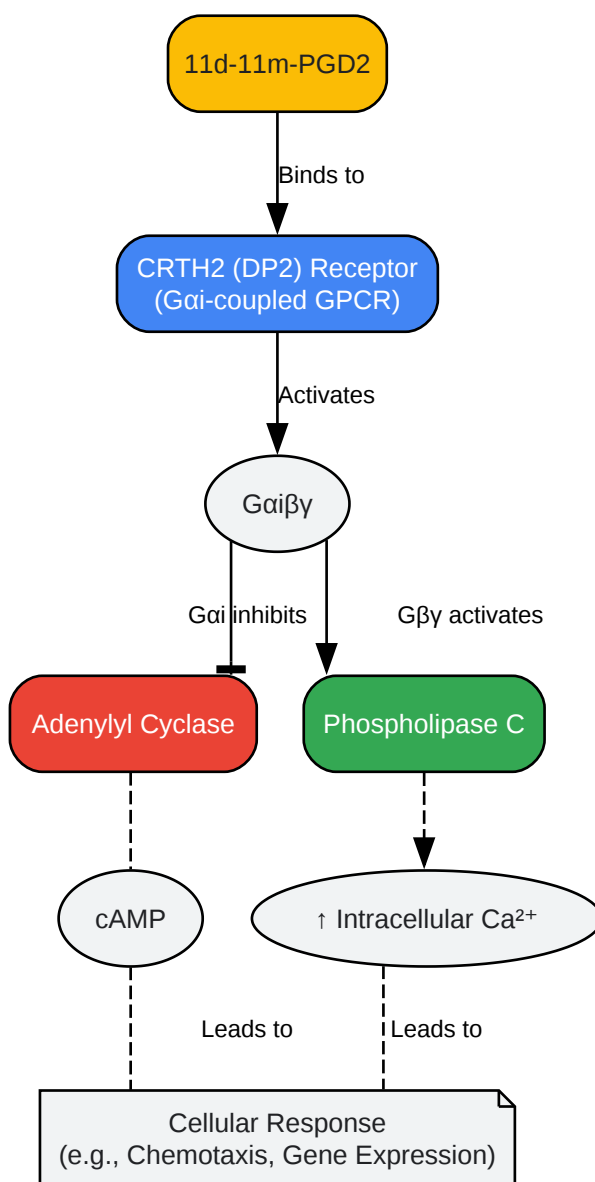 11d-11m-PGD2
Binds to
CRTH2 (DP2) Receptor
(Gαi-coupled GPCR)
Activates
Gαiβγ
Gαi inhibits
Gβγ activates
Adenylyl Cyclase
Phospholipase C
cAMP
↑ Intracellular Ca²⁺
Leads to
Leads to
Cellular Response
(e.g., Chemotaxis, Gene Expression)